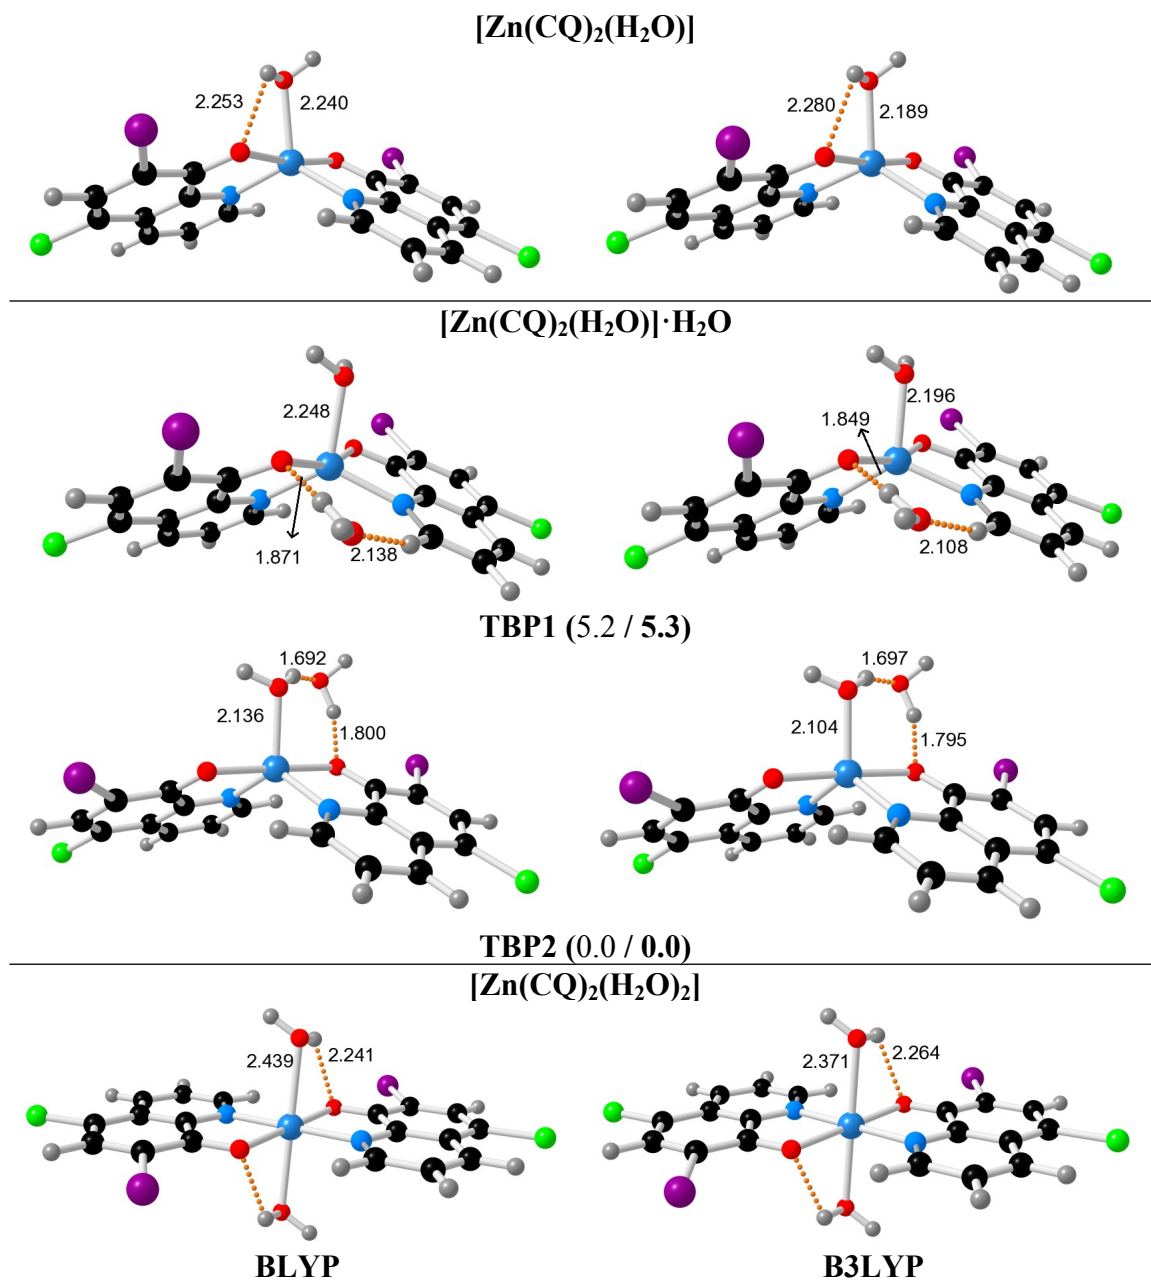 [Zn(CQ)₂(H₂O)]
2.253 2.240 2.280 2.189
[Zn(CQ)₂(H₂O)]·H₂O
2.248 2.196
1.849
1.871 2.138 2.108
TBP1 (5.2 / 5.3)
1.692 1.697
2.136 2.104
1.800 1.795
TBP2 (0.0 / 0.0)
[Zn(CQ)₂(H₂O)₂]
2.439 2.241 2.371 2.264
BLYP B3LYP